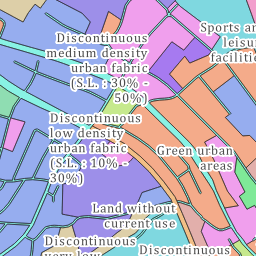 Discontinuous
medium density
urban fabric
(S.L. : 30% -
50%)
Sports an
leisu
facilities
Discontinuous
low density
urban fabric
(S.L. : 10% -
30%)
Green urban
areas
Land without
current use
Discontinuous
very low
Discontinuous